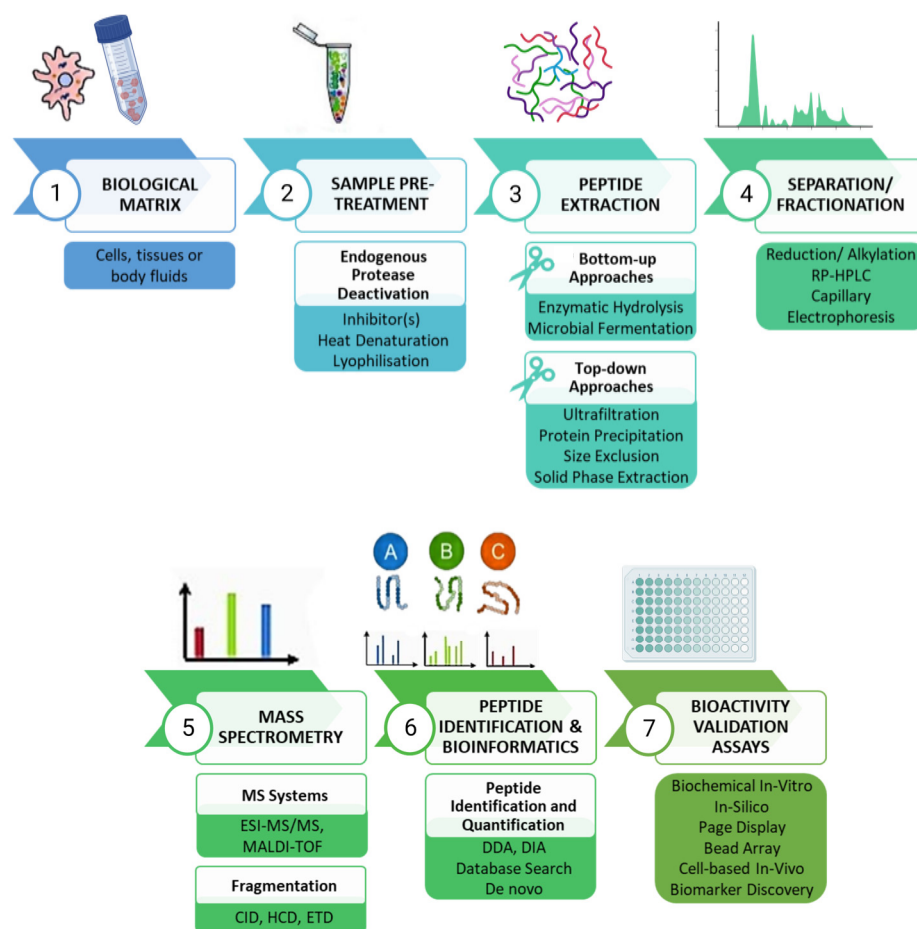 1
BIOLOGICAL
MATRIX
Cells, tissues or
body fluids
2
SAMPLE PRE-
TREATMENT
Endogenous
Protease
Deactivation
Inhibitor(s)
Heat Denaturation
Lyophilisation
3
PEPTIDE
EXTRACTION
Bottom-up
Approaches
Enzymatic Hydrolysis
Microbial Fermentation
Top-down
Approaches
Ultrafiltration
Protein Precipitation
Size Exclusion
Solid Phase Extraction
4
SEPARATION/
FRACTIONATION
Reduction/ Alkylation
RP-HPLC
Capillary
Electrophoresis
5
MASS
SPECTROMETRY
MS Systems
ESI-MS/MS,
MALDI-TOF
Fragmentation
CID, HCD, ETD
A B C
6
PEPTIDE
IDENTIFICATION &
BIOINFORMATICS
Peptide
Identification and
Quantification
DDA, DIA
Database Search
De novo
7
BIOACTIVITY
VALIDATION
ASSAYS
Biochemical In-Vitro
In-Silico
Page Display
Bead Array
Cell-based In-Vivo
Biomarker Discovery